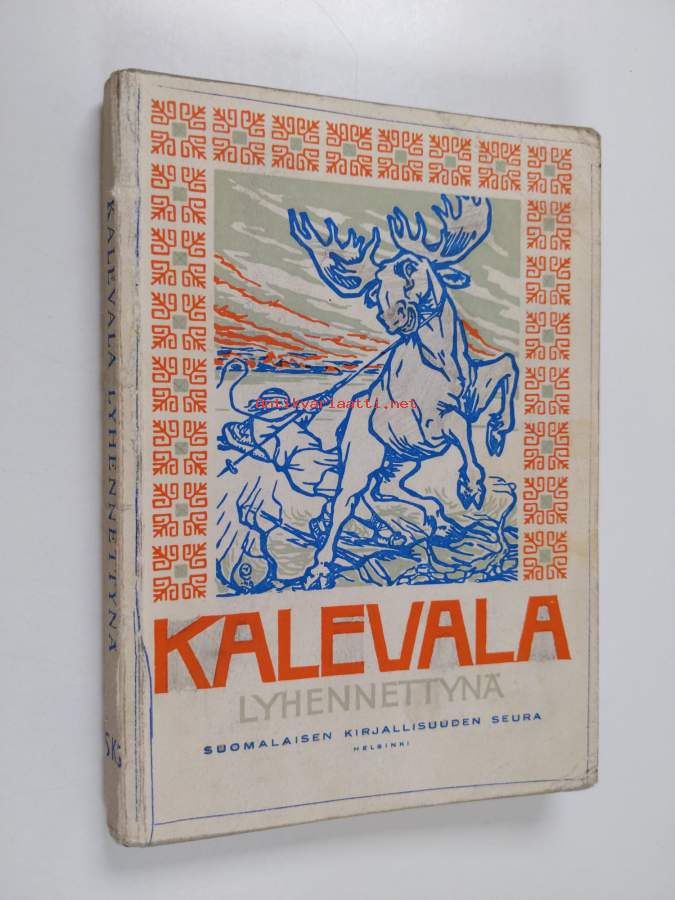 KALEVALA LYHENNETTYNÄ
SKS
antikvariaatti.net
KALEVALA
LYHENNETTYNÄ
SUOMALAISEN KIRJALLISUUDEN SEURA
HELSINKI